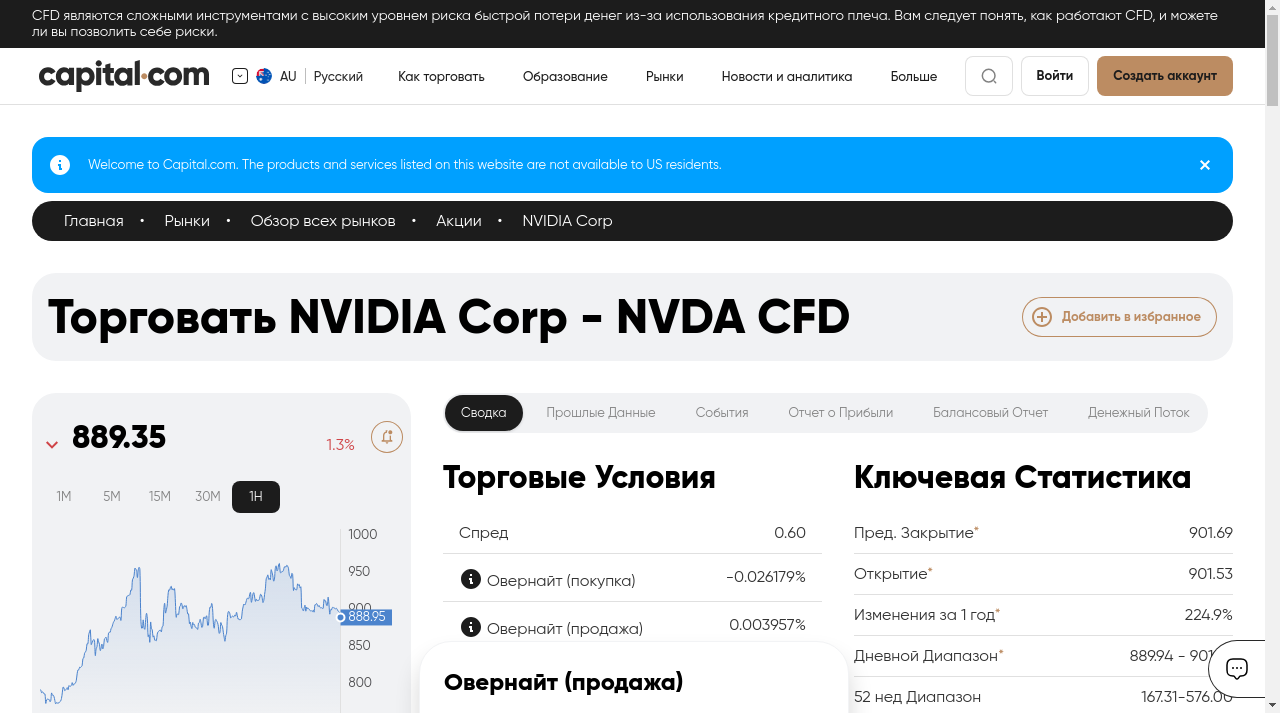 CFD являются сложными инструментами с высоким уровнем риска быстрой потери денег из-за использования кредитного плеча. Вам следует понять, как работают CFD, и можете
ли вы позволить себе риски.
capital.com
AU Русский Как торговать Образование Рынки Новости и аналитика Больше Войти Создать аккаунт
Welcome to Capital.com. The products and services listed on this website are not available to US residents.
Главная • Рынки • Обзор всех рынков • Акции • NVIDIA Corp
Торговать NVIDIA Corp - NVDA CFD
Добавить в избранное
889.35
1.3%
1M 5M 15M 30M 1H
1000
950
900
888.95
850
800
Сводка Прошлые Данные События Отчет о Прибыли Балансовый Отчет Денежный Поток
Торговые Условия
Спред 0.60
Овернайт (покупка) -0.026179%
Овернайт (продажа) 0.003957%
Овернайт (продажа)
Ключевая Статистика
Пред. Закрытие* 901.69
Открытие* 901.53
Изменения за 1 год* 224.9%
Дневной Диапазон* 889.94 -
52 нед Диапазон 167.31-576.00